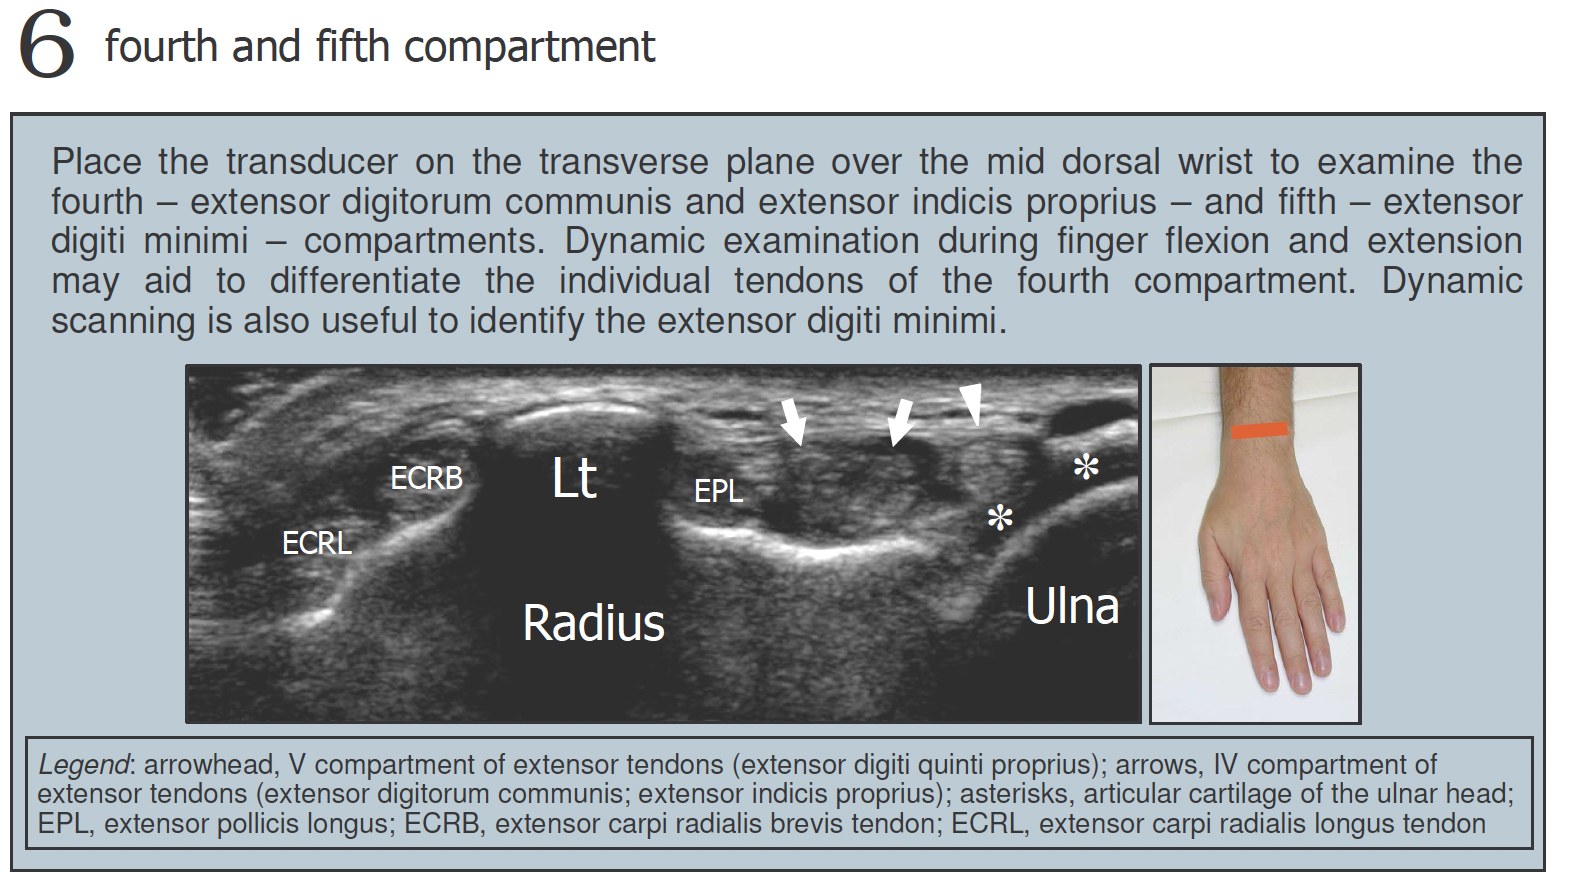 6 fourth and fifth compartment
Place the transducer on the transverse plane over the mid dorsal wrist to examine the
fourth – extensor digitorum communis and extensor indicis proprius – and fifth – extensor
digiti minimi – compartments. Dynamic examination during finger flexion and extension
may aid to differentiate the individual tendons of the fourth compartment. Dynamic
scanning is also useful to identify the extensor digiti minimi.
ECRB
Lt
EPL
*
*
ECRL
Radius
Ulna
Legend: arrowhead, V compartment of extensor tendons (extensor digiti quinti proprius); arrows, IV compartment of
extensor tendons (extensor digitorum communis; extensor indicis proprius); asterisks, articular cartilage of the ulnar head;
EPL, extensor pollicis longus; ECRB, extensor carpi radialis brevis tendon; ECRL, extensor carpi radialis longus tendon